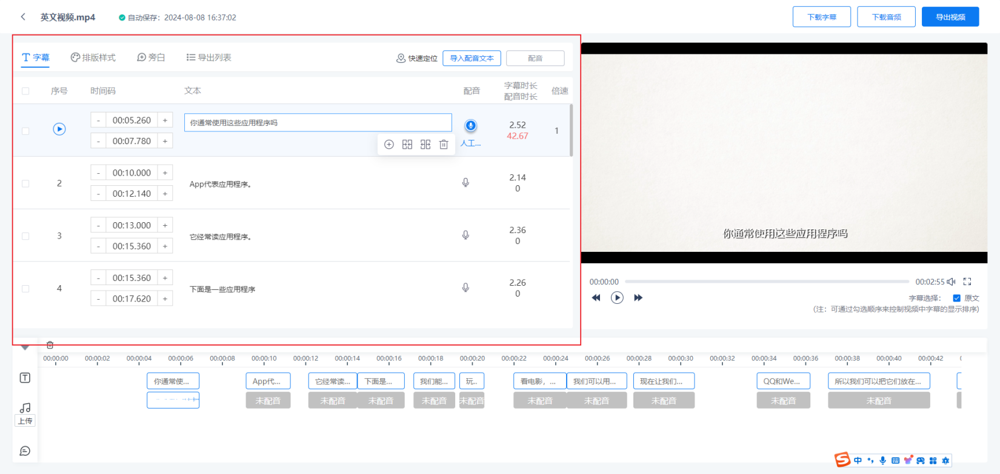 英文视频.mp4
自动保存：2024-08-08 16:37:02
下载字幕
下载音频
导出视频
字幕
排版样式
旁白
导出列表
快速定位
导入配音文本
配音
序号
时间码
文本
配音
字幕时长
配音时长
倍速
- 00:05.260 +
- 00:07.780 +
你通常使用这些应用程序吗
人工...
2.52
42.67
1
2
- 00:10.000 +
- 00:12.140 +
App代表应用程序。
2.14
0
3
- 00:13.000 +
- 00:15.360 +
它经常读应用程序。
2.36
0
4
- 00:15.360 +
- 00:17.620 +
下面是一些应用程序
2.26
0
你通常使用这些应用程序吗
00:00:00
00:02:55
字幕选择：
原文
(注：可通过勾选顺序来控制视频中字幕的显示排序)
00:00:00 00:00:02 00:00:04 00:00:06 00:00:08 00:00:10 00:00:12 00:00:14 00:00:16 00:00:18 00:00:20 00:00:22 00:00:24 00:00:26 00:00:28 00:00:30 00:00:32 00:00:34 00:00:36 00:00:38 00:00:40 00:00:42
T
你通常使... App代... 它经常读... 下面是... 我们能... 玩.. 看电影，... 我们可以用... 现在让我们... QQ和We... 所以我们可以把它们放在...
未配音 未配音 未配音 未配音 未配音 未配音 未配音 未配音 未配音 未配音
上传
S 中